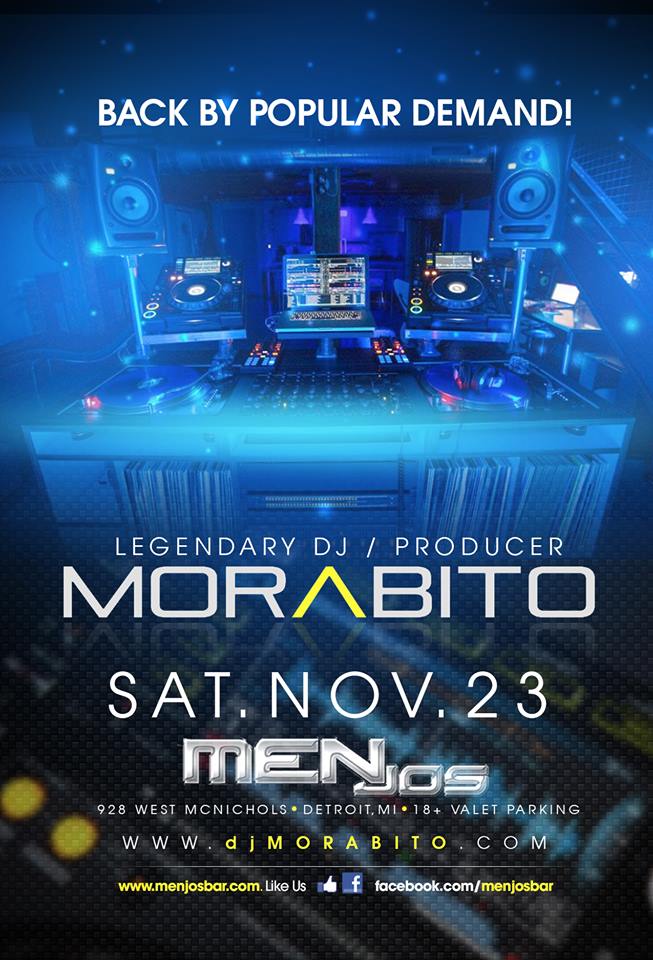 BACK BY POPULAR DEMAND!
LEGENDARY DJ / PRODUCER
MORABITO
SAT. NOV. 23
MENJOS
928 WEST MCNICHOLS • DETROIT, MI • 18+ VALET PARKING
WWW.djMORABITO.COM
www.menjosbar.com. Like Us f facebook.com/menjosbar